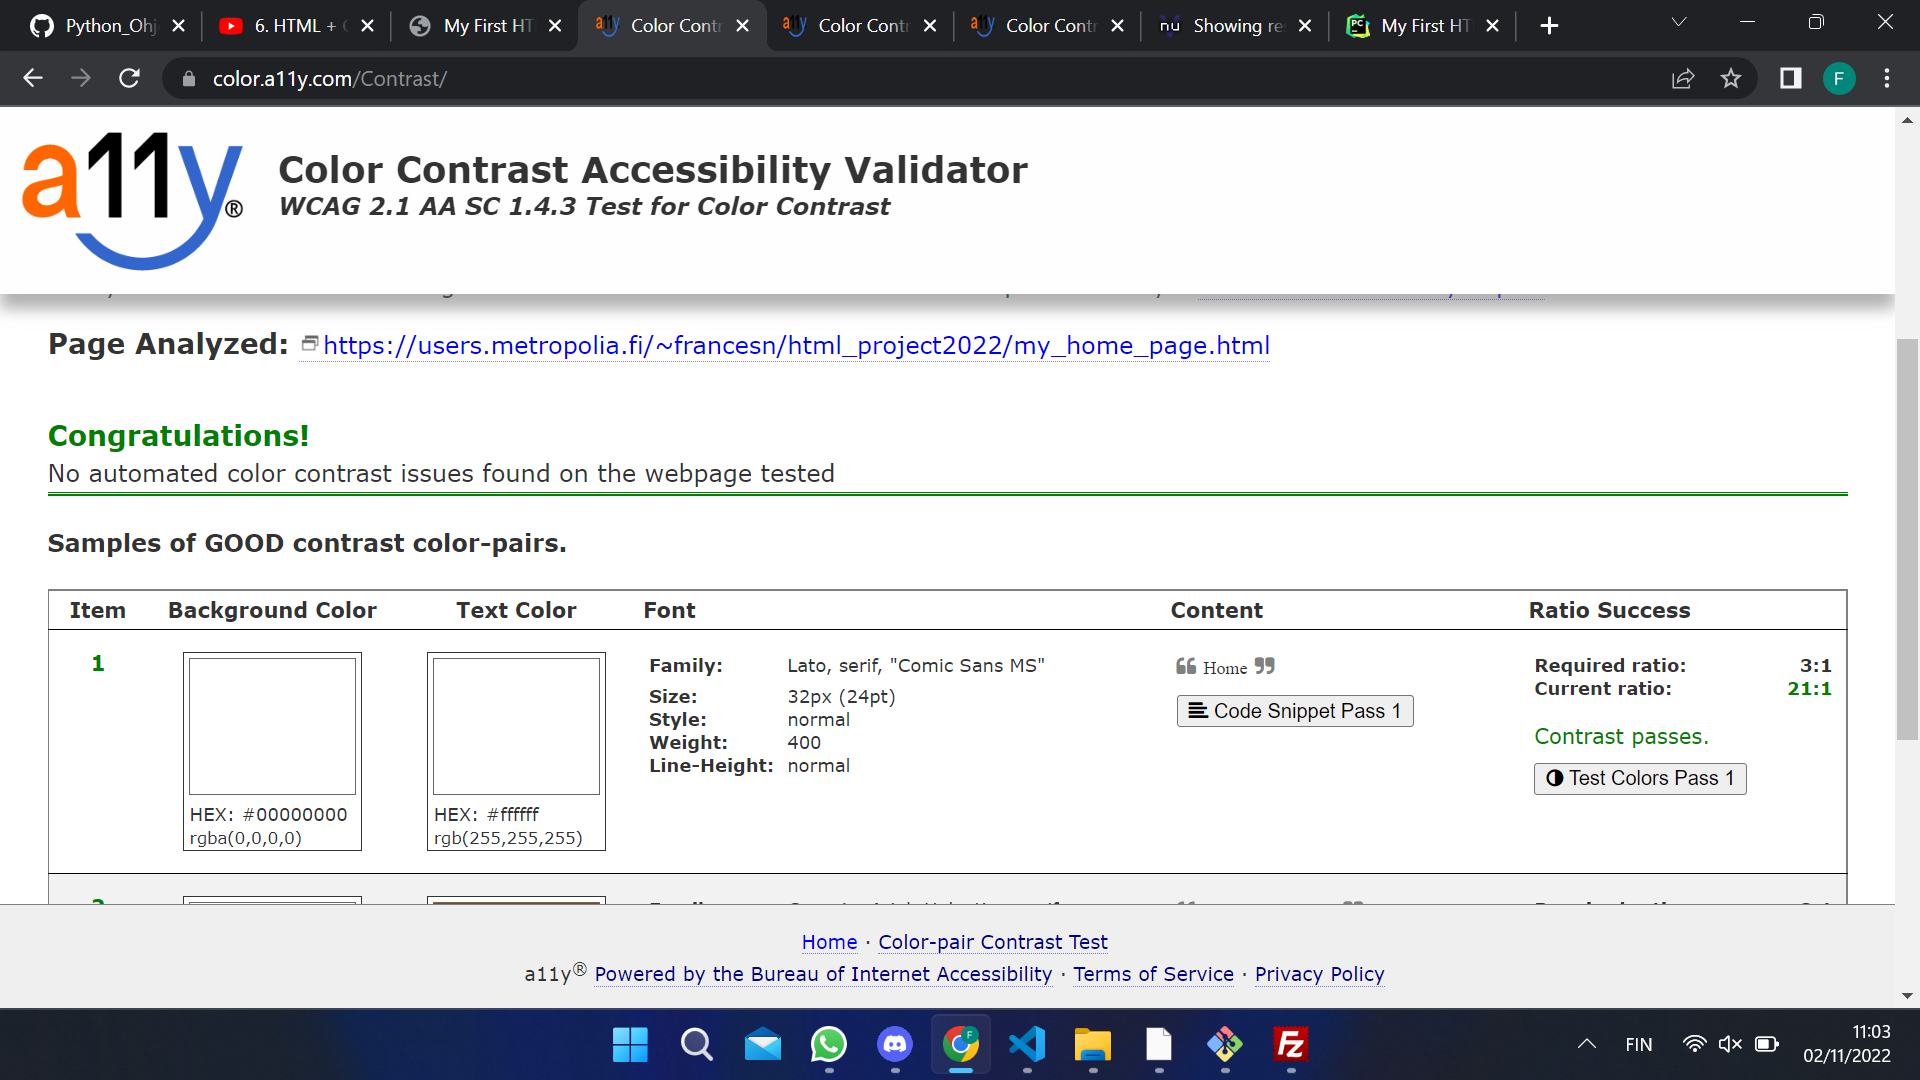 Python_Ohj
6. HTML + C
My First HT
Color Contr
Color Contr
Color Contr
Showing re
My First HT
color.a11y.com/Contrast/
F
a11y®
Color Contrast Accessibility Validator
WCAG 2.1 AA SC 1.4.3 Test for Color Contrast
Page Analyzed: https://users.metropolia.fi/~francesn/html_project2022/my_home_page.html
Congratulations!
No automated color contrast issues found on the webpage tested
Samples of GOOD contrast color-pairs.
Item Background Color Text Color Font Content Ratio Success
1
HEX: #00000000
rgba(0,0,0,0)
HEX: #ffffff
rgb(255,255,255)
Family: Lato, serif, "Comic Sans MS"
Size: 32px (24pt)
Style: normal
Weight: 400
Line-Height: normal
❝ Home ❞
Code Snippet Pass 1
Required ratio: 3:1
Current ratio: 21:1
Contrast passes.
Test Colors Pass 1
Home · Color-pair Contrast Test
a11y® Powered by the Bureau of Internet Accessibility · Terms of Service · Privacy Policy
FIN
11:03
02/11/2022